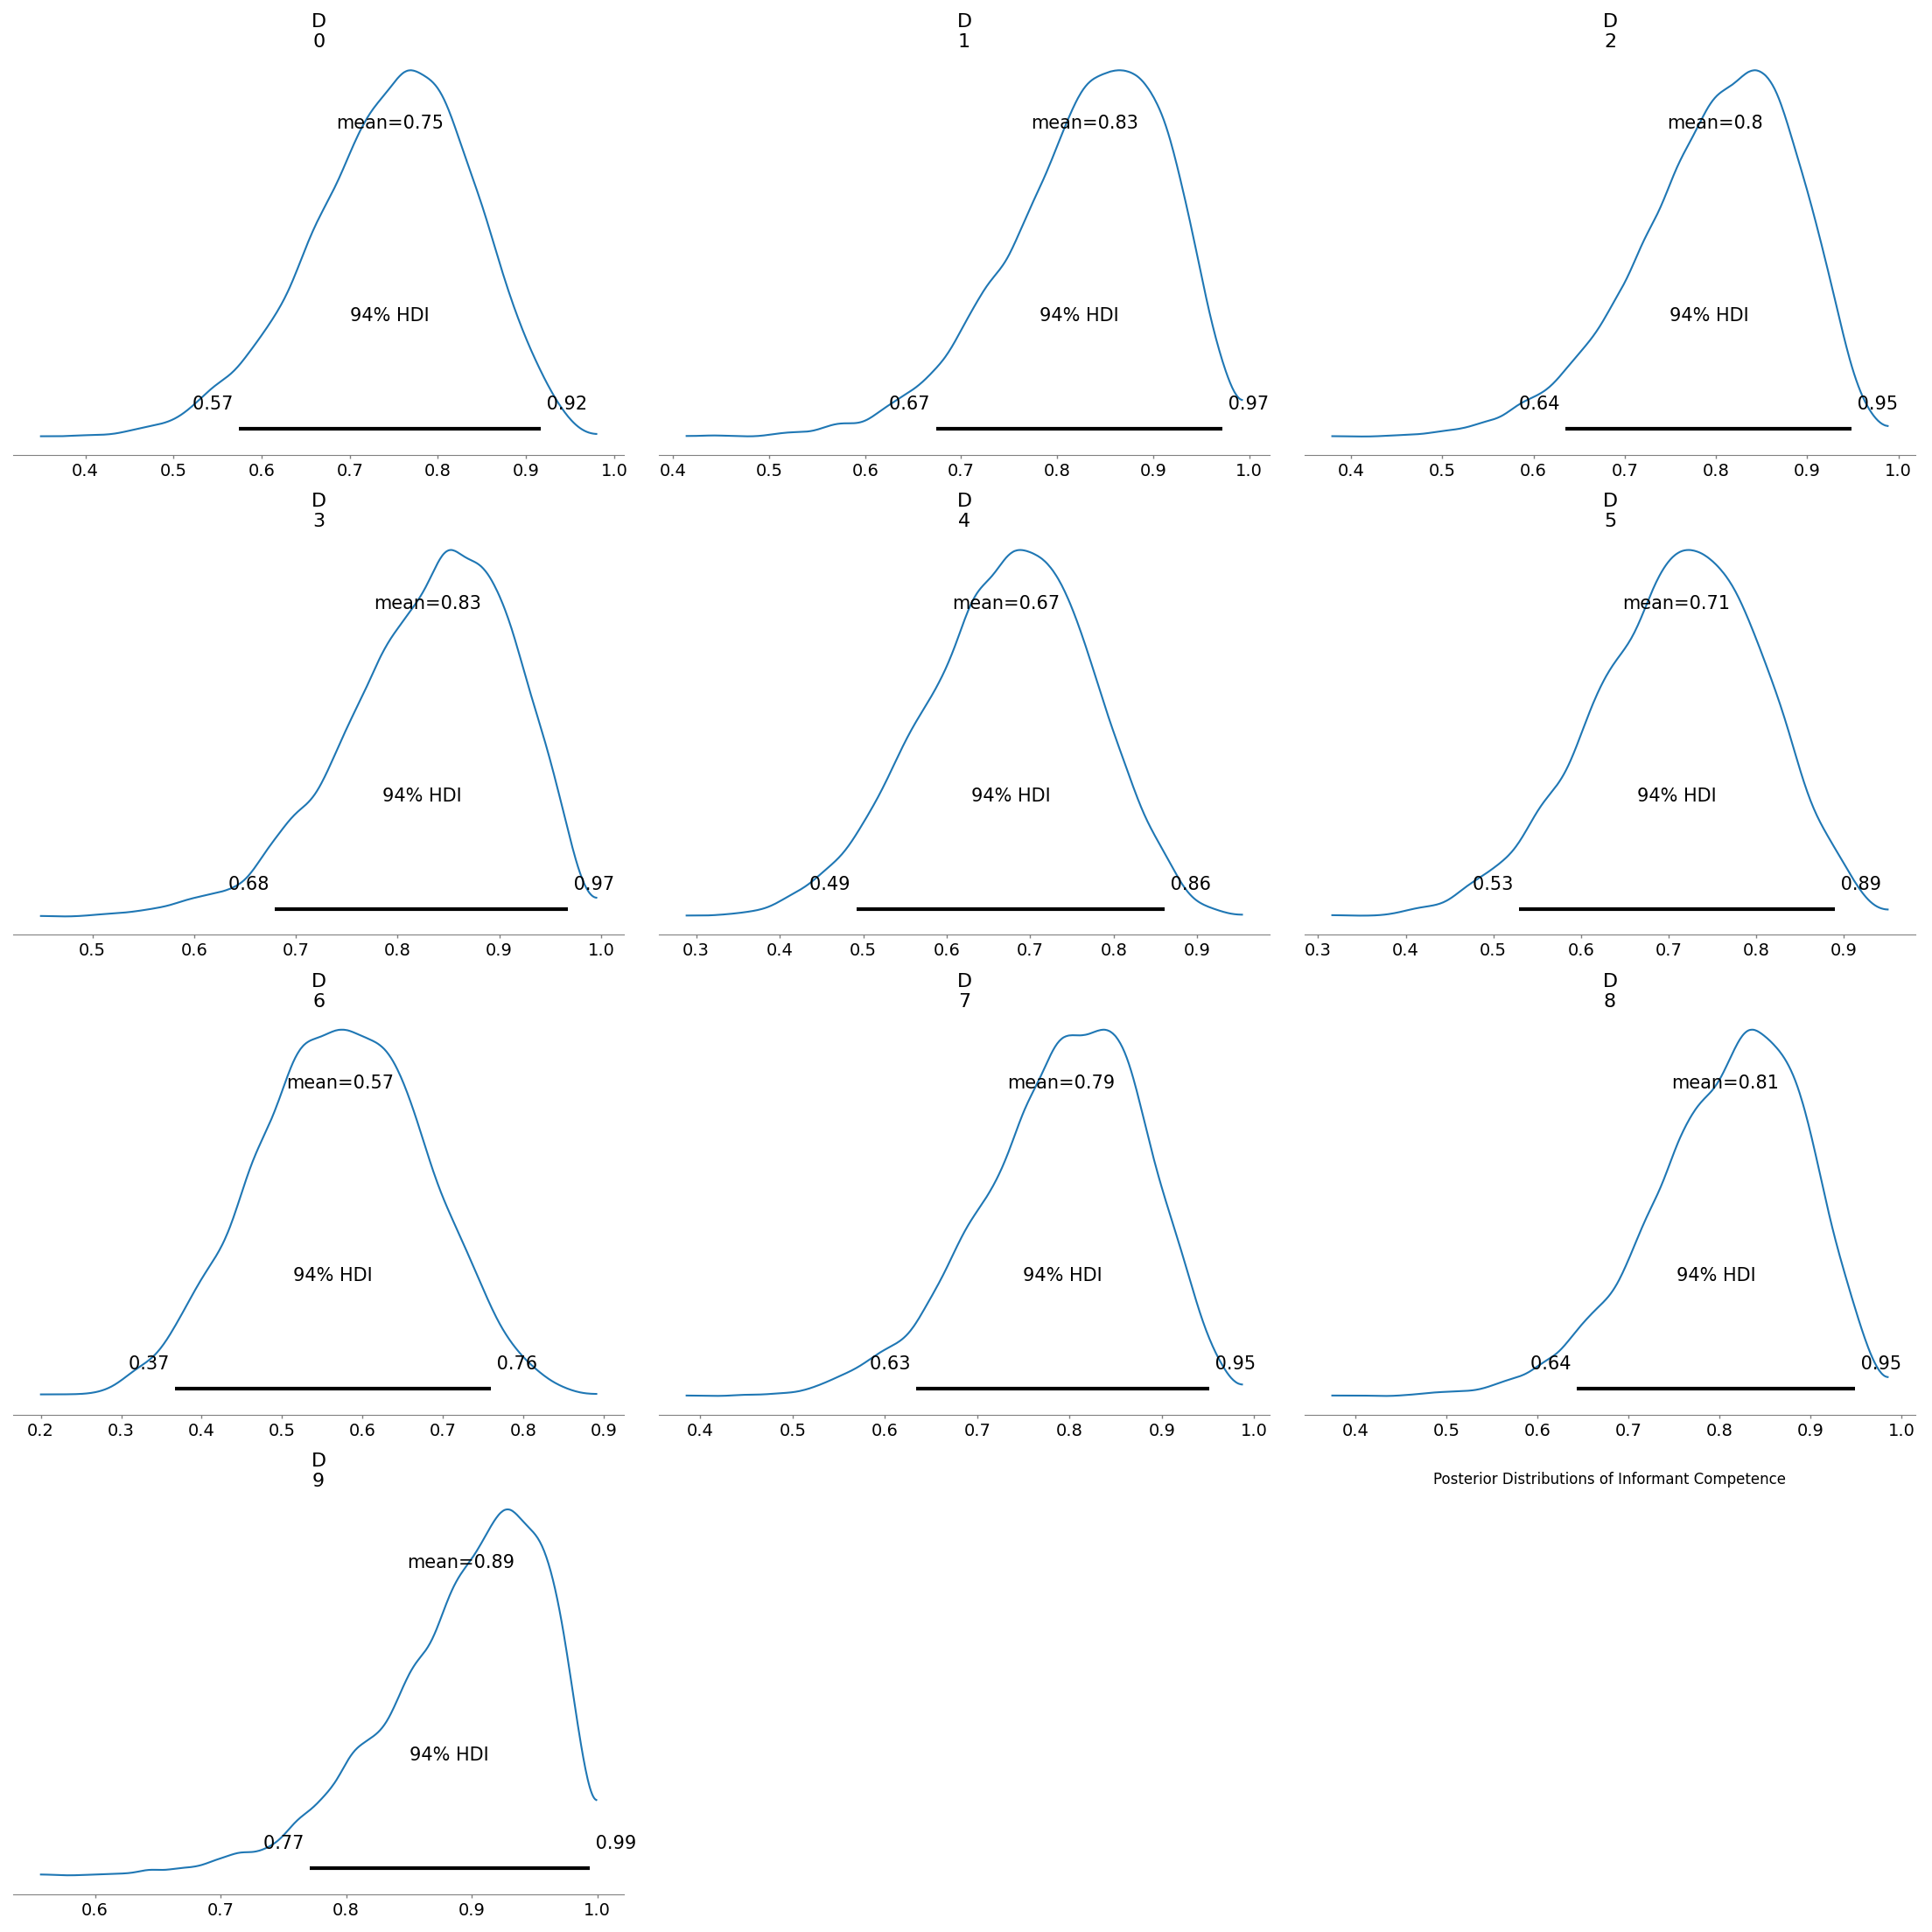 D
0
mean=0.75
94% HDI
0.57 0.92
0.4 0.5 0.6 0.7 0.8 0.9 1.0
D
1
mean=0.83
94% HDI
0.67 0.97
0.4 0.5 0.6 0.7 0.8 0.9 1.0
D
2
mean=0.8
94% HDI
0.64 0.95
0.4 0.5 0.6 0.7 0.8 0.9 1.0
D
3
mean=0.83
94% HDI
0.68 0.97
0.5 0.6 0.7 0.8 0.9 1.0
D
4
mean=0.67
94% HDI
0.49 0.86
0.3 0.4 0.5 0.6 0.7 0.8 0.9
D
5
mean=0.71
94% HDI
0.53 0.89
0.3 0.4 0.5 0.6 0.7 0.8 0.9
D
6
mean=0.57
94% HDI
0.37 0.76
0.2 0.3 0.4 0.5 0.6 0.7 0.8 0.9
D
7
mean=0.79
94% HDI
0.63 0.95
0.4 0.5 0.6 0.7 0.8 0.9 1.0
D
8
mean=0.81
94% HDI
0.64 0.95
0.4 0.5 0.6 0.7 0.8 0.9 1.0
D
9
mean=0.89
94% HDI
0.77 0.99
0.6 0.7 0.8 0.9 1.0
Posterior Distributions of Informant Competence